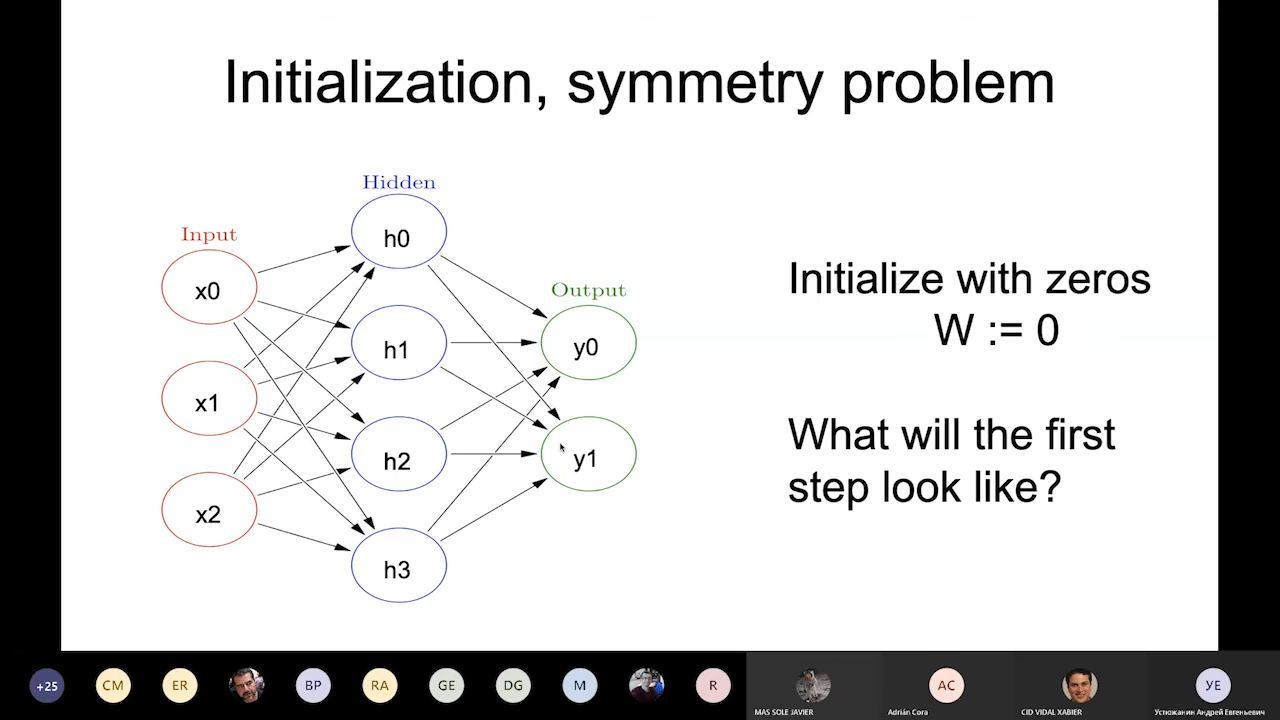 Initialization, symmetry problem
Hidden
Input
Output
x0
x1
x2
h0
h1
h2
h3
y0
y1
Initialize with zeros
W := 0
What will the first
step look like?
+25
CM
ER
BP
RA
GE
DG
M
R
MAS SOLE JAVIER
AC
Adrián Cora
CID VIDAL XABIER
УЕ
Устюжанин Андрей Евгеньевич